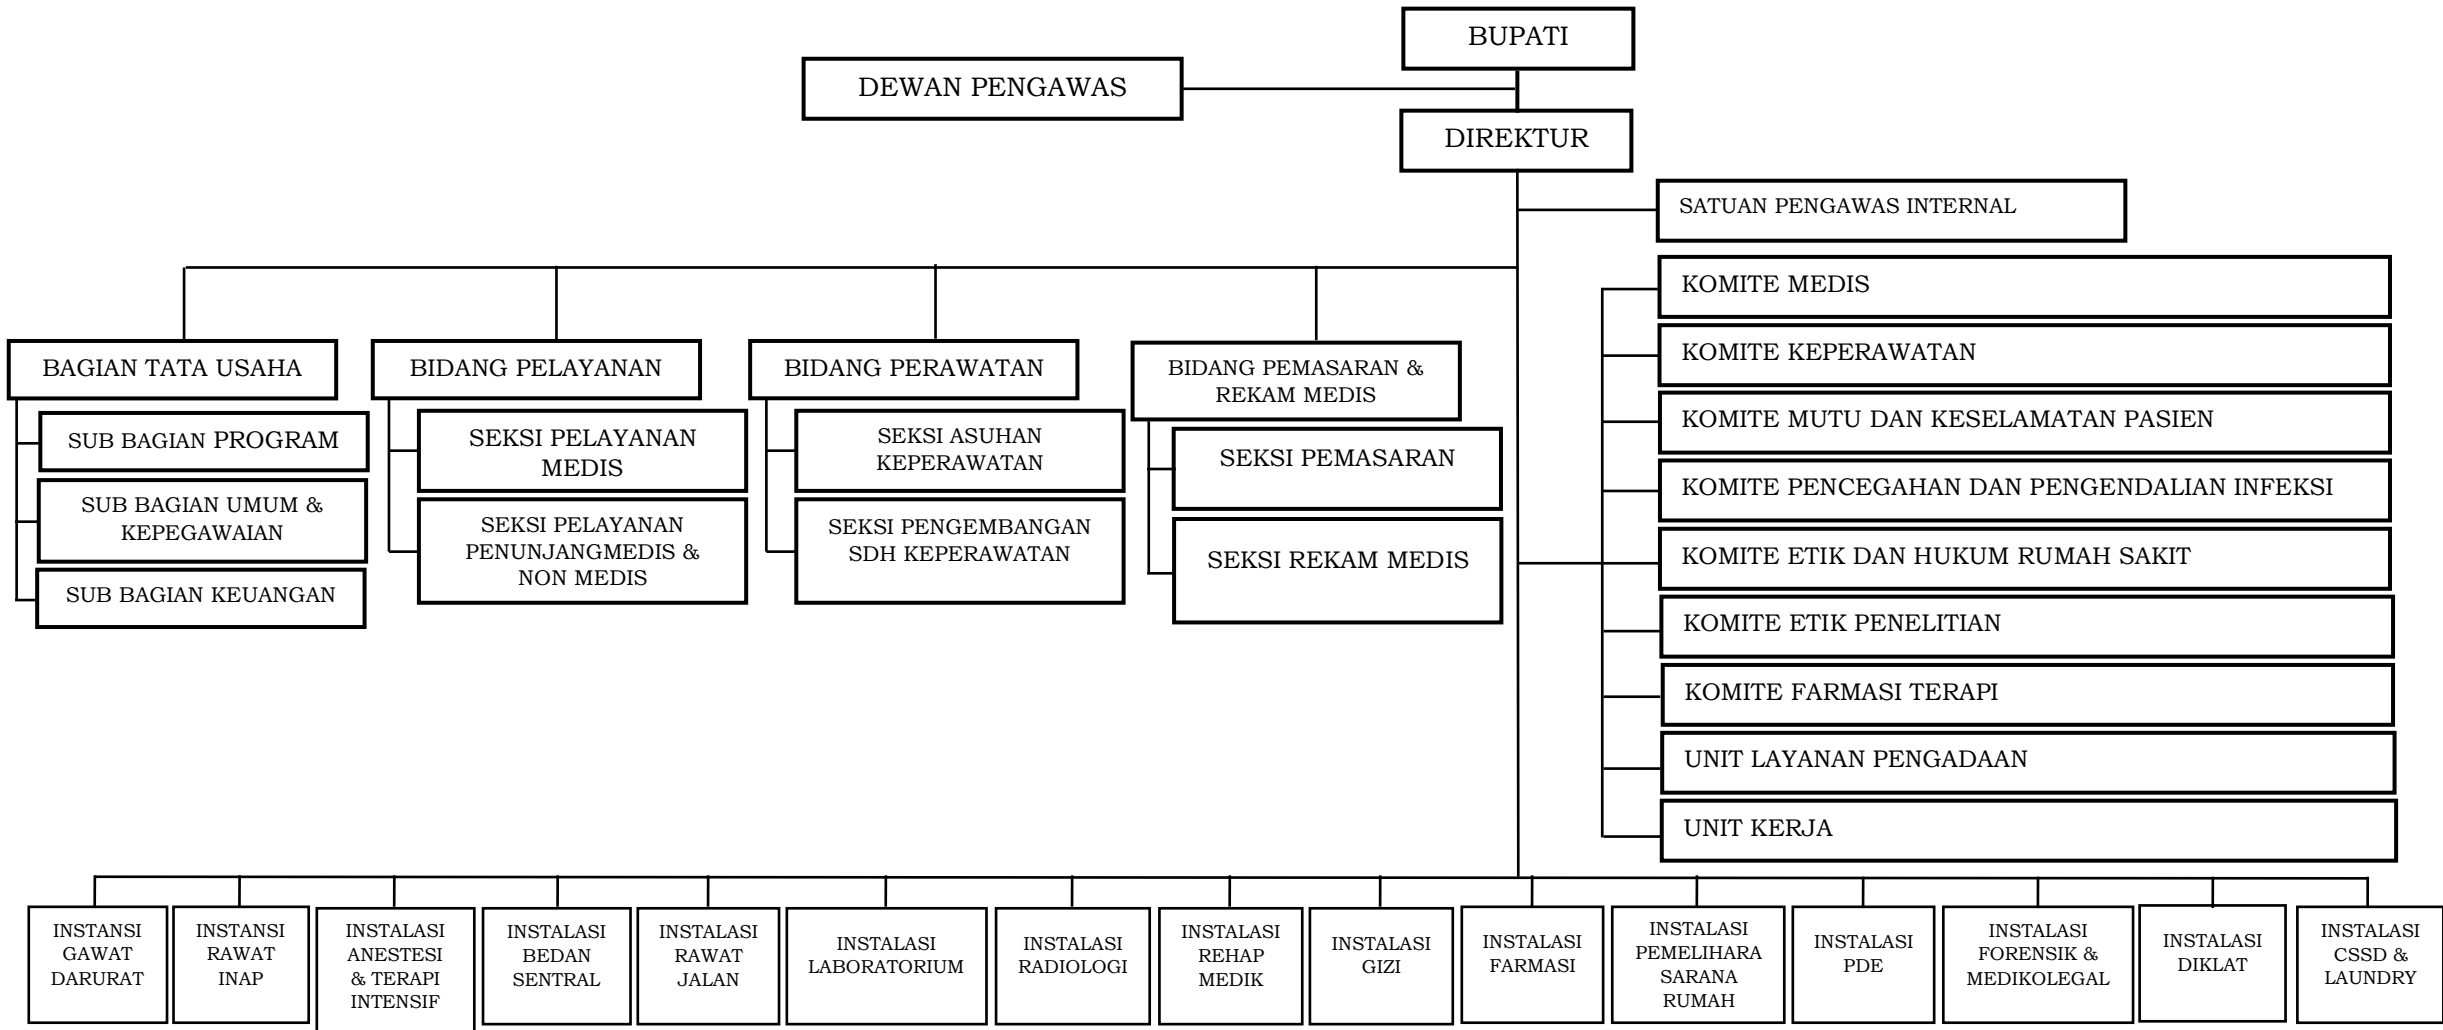 BUPATI
DEWAN PENGAWAS
DIREKTUR
SATUAN PENGAWAS INTERNAL
KOMITE MEDIS
KOMITE KEPERAWATAN
KOMITE MUTU DAN KESELAMATAN PASIEN
KOMITE PENCEGAHAN DAN PENGENDALIAN INFEKSI
KOMITE ETIK DAN HUKUM RUMAH SAKIT
KOMITE ETIK PENELITIAN
KOMITE FARMASI TERAPI
UNIT LAYANAN PENGADAAN
UNIT KERJA
BAGIAN TATA USAHA
SUB BAGIAN PROGRAM
SUB BAGIAN UMUM &
KEPEGAWAIAN
SUB BAGIAN KEUANGAN
BIDANG PELAYANAN
SEKSI PELAYANAN
MEDIS
SEKSI PELAYANAN
PENUNJANGMEDIS &
NON MEDIS
BIDANG PERAWATAN
SEKSI ASUHAN
KEPERAWATAN
SEKSI PENGEMBANGAN
SDH KEPERAWATAN
BIDANG PEMASARAN &
REKAM MEDIS
SEKSI PEMASARAN
SEKSI REKAM MEDIS
INSTANSI
GAWAT
DARURAT
INSTANSI
RAWAT
INAP
INSTALASI
ANESTESI
& TERAPI
INTENSIF
INSTALASI
BEDAN
SENTRAL
INSTALASI
RAWAT
JALAN
INSTALASI
LABORATORIUM
INSTALASI
RADIOLOGI
INSTALASI
REHAP
MEDIK
INSTALASI
GIZI
INSTALASI
FARMASI
INSTALASI
PEMELIHARA
SARANA
RUMAH
INSTALASI
PDE
INSTALASI
FORENSIK &
MEDIKOLEGAL
INSTALASI
DIKLAT
INSTALASI
CSSD &
LAUNDRY